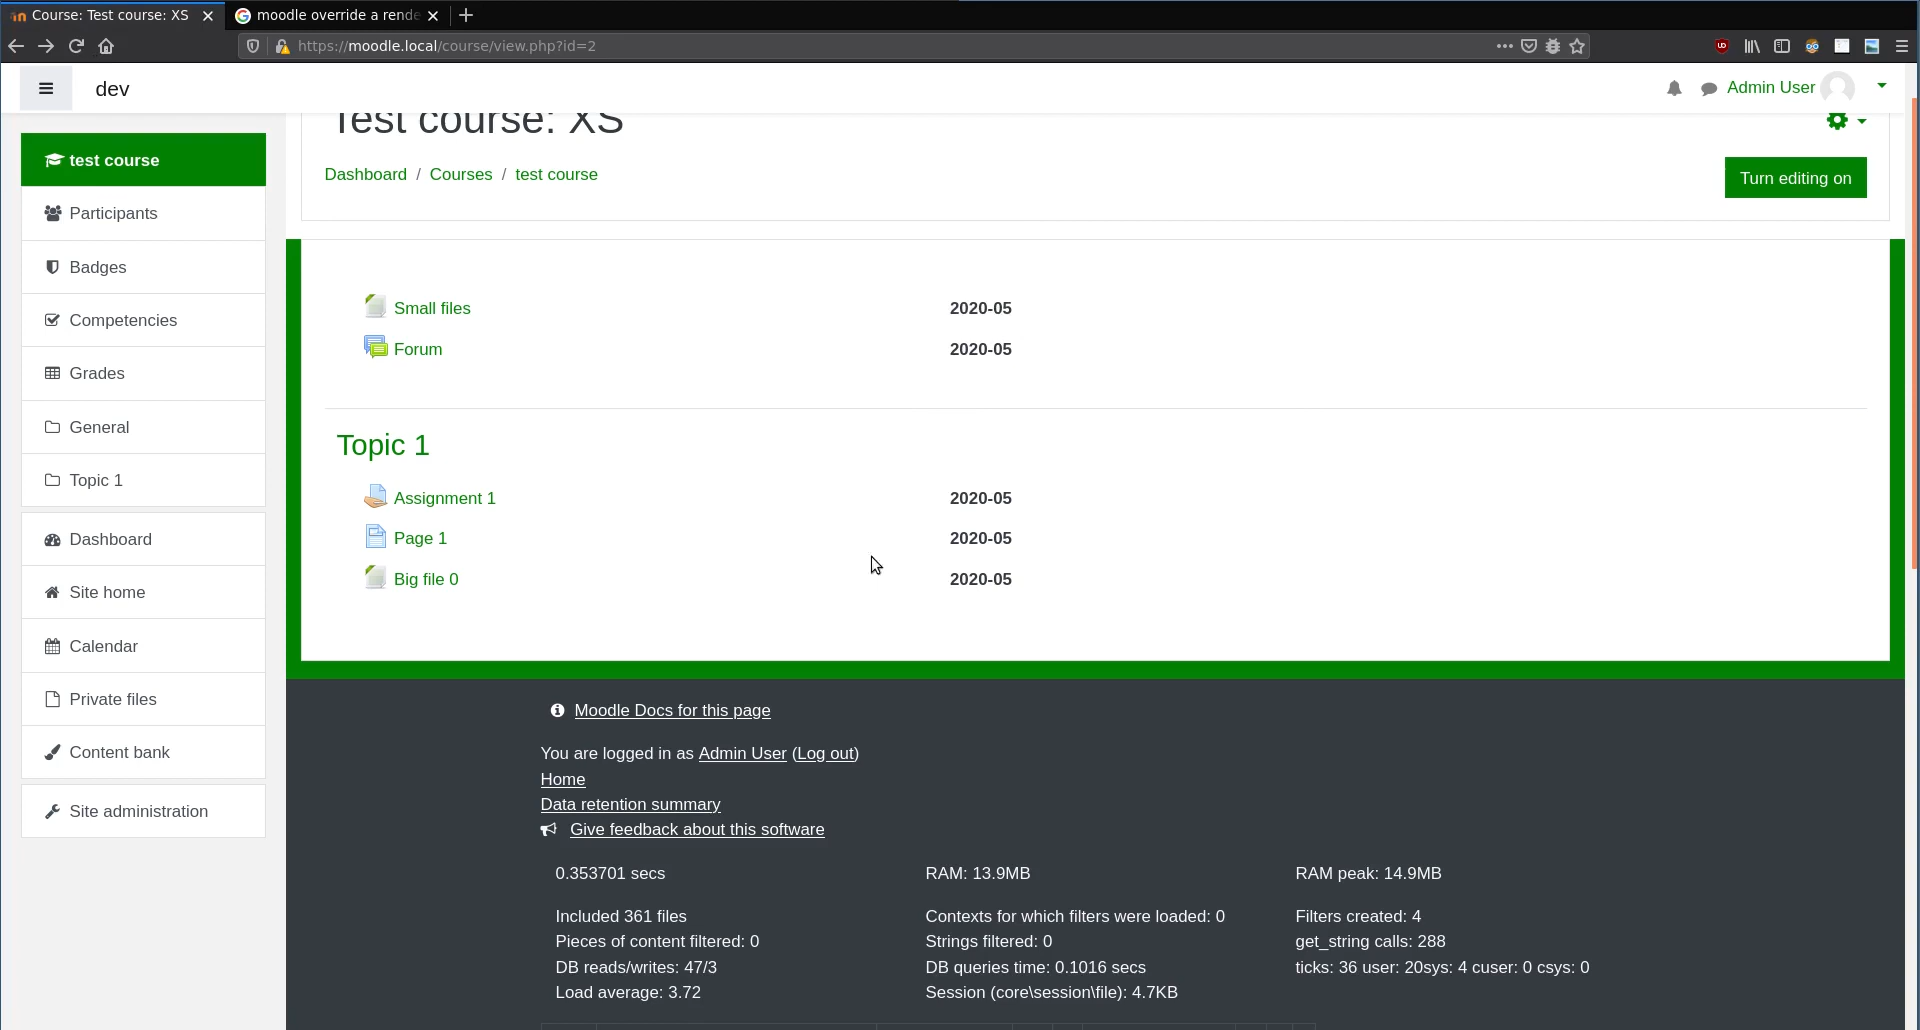 Course: Test course: XS
moodle override a rende
https://moodle.local/course/view.php?id=2
dev
Admin User
Test course: XS
Dashboard / Courses / test course
Turn editing on
test course
Participants
Badges
Competencies
Grades
General
Topic 1
Dashboard
Site home
Calendar
Private files
Content bank
Site administration
Small files 2020-05
Forum 2020-05
Topic 1
Assignment 1 2020-05
Page 1 2020-05
Big file 0 2020-05
Moodle Docs for this page
You are logged in as Admin User (Log out)
Home
Data retention summary
Give feedback about this software
0.353701 secs RAM: 13.9MB RAM peak: 14.9MB
Included 361 files Contexts for which filters were loaded: 0 Filters created: 4
Pieces of content filtered: 0 Strings filtered: 0 get_string calls: 288
DB reads/writes: 47/3 DB queries time: 0.1016 secs ticks: 36 user: 20sys: 4 cuser: 0 csys: 0
Load average: 3.72 Session (core\session\file): 4.7KB